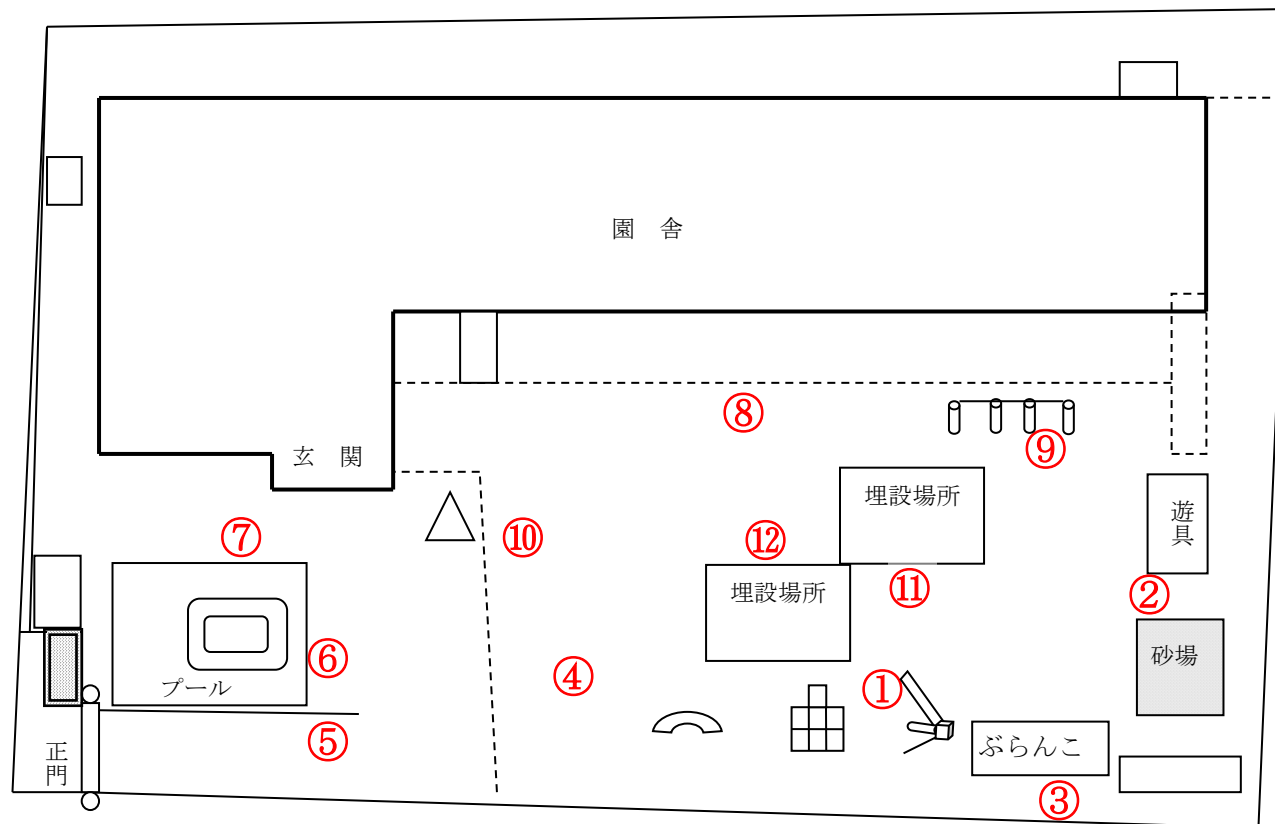 園　舎
玄　関
⑧
⑨
埋設場所
遊具
⑦
⑩
⑫
埋設場所
⑪
②
砂場
⑥
プール
④
①
⑤
正門
ぶらんこ
③